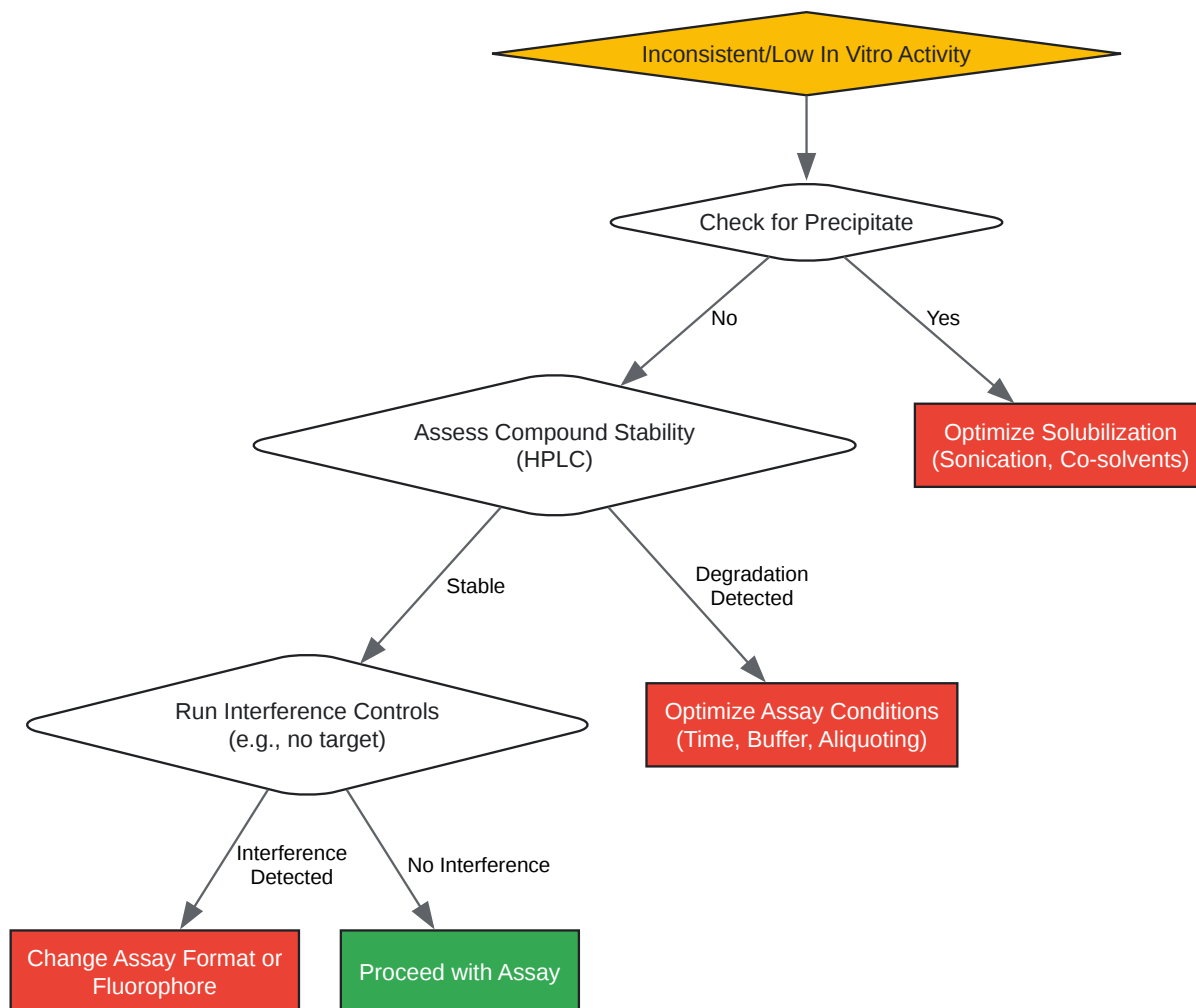 Inconsistent/Low In Vitro Activity
Check for Precipitate
No
Yes
Assess Compound Stability
(HPLC)
Optimize Solubilization
(Sonication, Co-solvents)
Stable
Degradation
Detected
Run Interference Controls
(e.g., no target)
Optimize Assay Conditions
(Time, Buffer, Aliquoting)
Interference
Detected
No Interference
Change Assay Format or
Fluorophore
Proceed with Assay